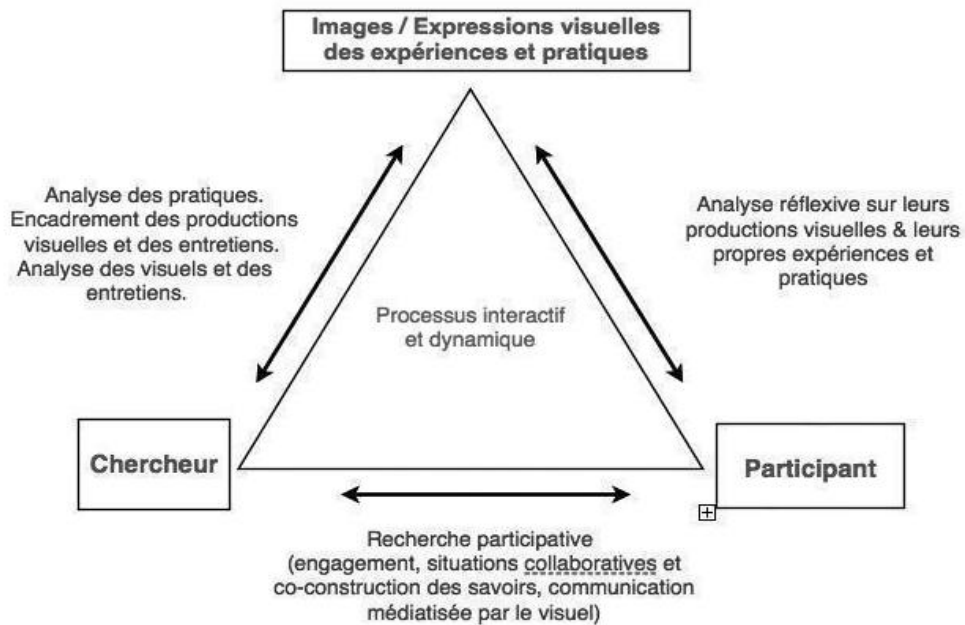 Images / Expressions visuelles
des expériences et pratiques
Analyse des pratiques.
Encadrement des productions
visuelles et des entretiens.
Analyse des visuels et des
entretiens.
Analyse réflexive sur leurs
productions visuelles & leurs
propres expériences et
pratiques
Processus interactif
et dynamique
Chercheur
Participant
Recherche participative
(engagement, situations collaboratives et
co-construction des savoirs, communication
médiatisée par le visuel)